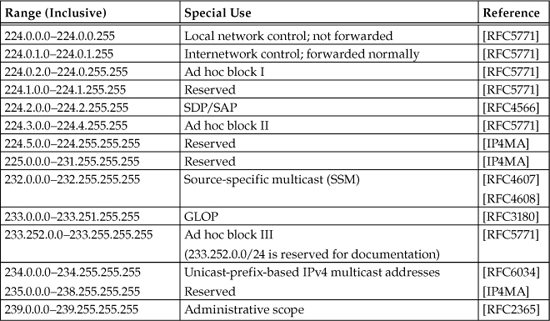 Range (Inclusive) Special Use Reference
224.0.0.0–224.0.0.255 Local network control; not forwarded [RFC5771]
224.0.1.0–224.0.1.255 Internetwork control; forwarded normally [RFC5771]
224.0.2.0–224.0.255.255 Ad hoc block I [RFC5771]
224.1.0.0–224.1.255.255 Reserved [RFC5771]
224.2.0.0–224.2.255.255 SDP/SAP [RFC4566]
224.3.0.0–224.4.255.255 Ad hoc block II [RFC5771]
224.5.0.0–224.255.255.255 Reserved [IP4MA]
225.0.0.0–231.255.255.255 Reserved [IP4MA]
232.0.0.0–232.255.255.255 Source-specific multicast (SSM) [RFC4607]
[RFC4608]
233.0.0.0–233.251.255.255 GLOP [RFC3180]
233.252.0.0–233.255.255.255 Ad hoc block III [RFC5771]
(233.252.0.0/24 is reserved for documentation)
234.0.0.0–234.255.255.255 Unicast-prefix-based IPv4 multicast addresses [RFC6034]
235.0.0.0–238.255.255.255 Reserved [IP4MA]
239.0.0.0–239.255.255.255 Administrative scope [RFC2365]